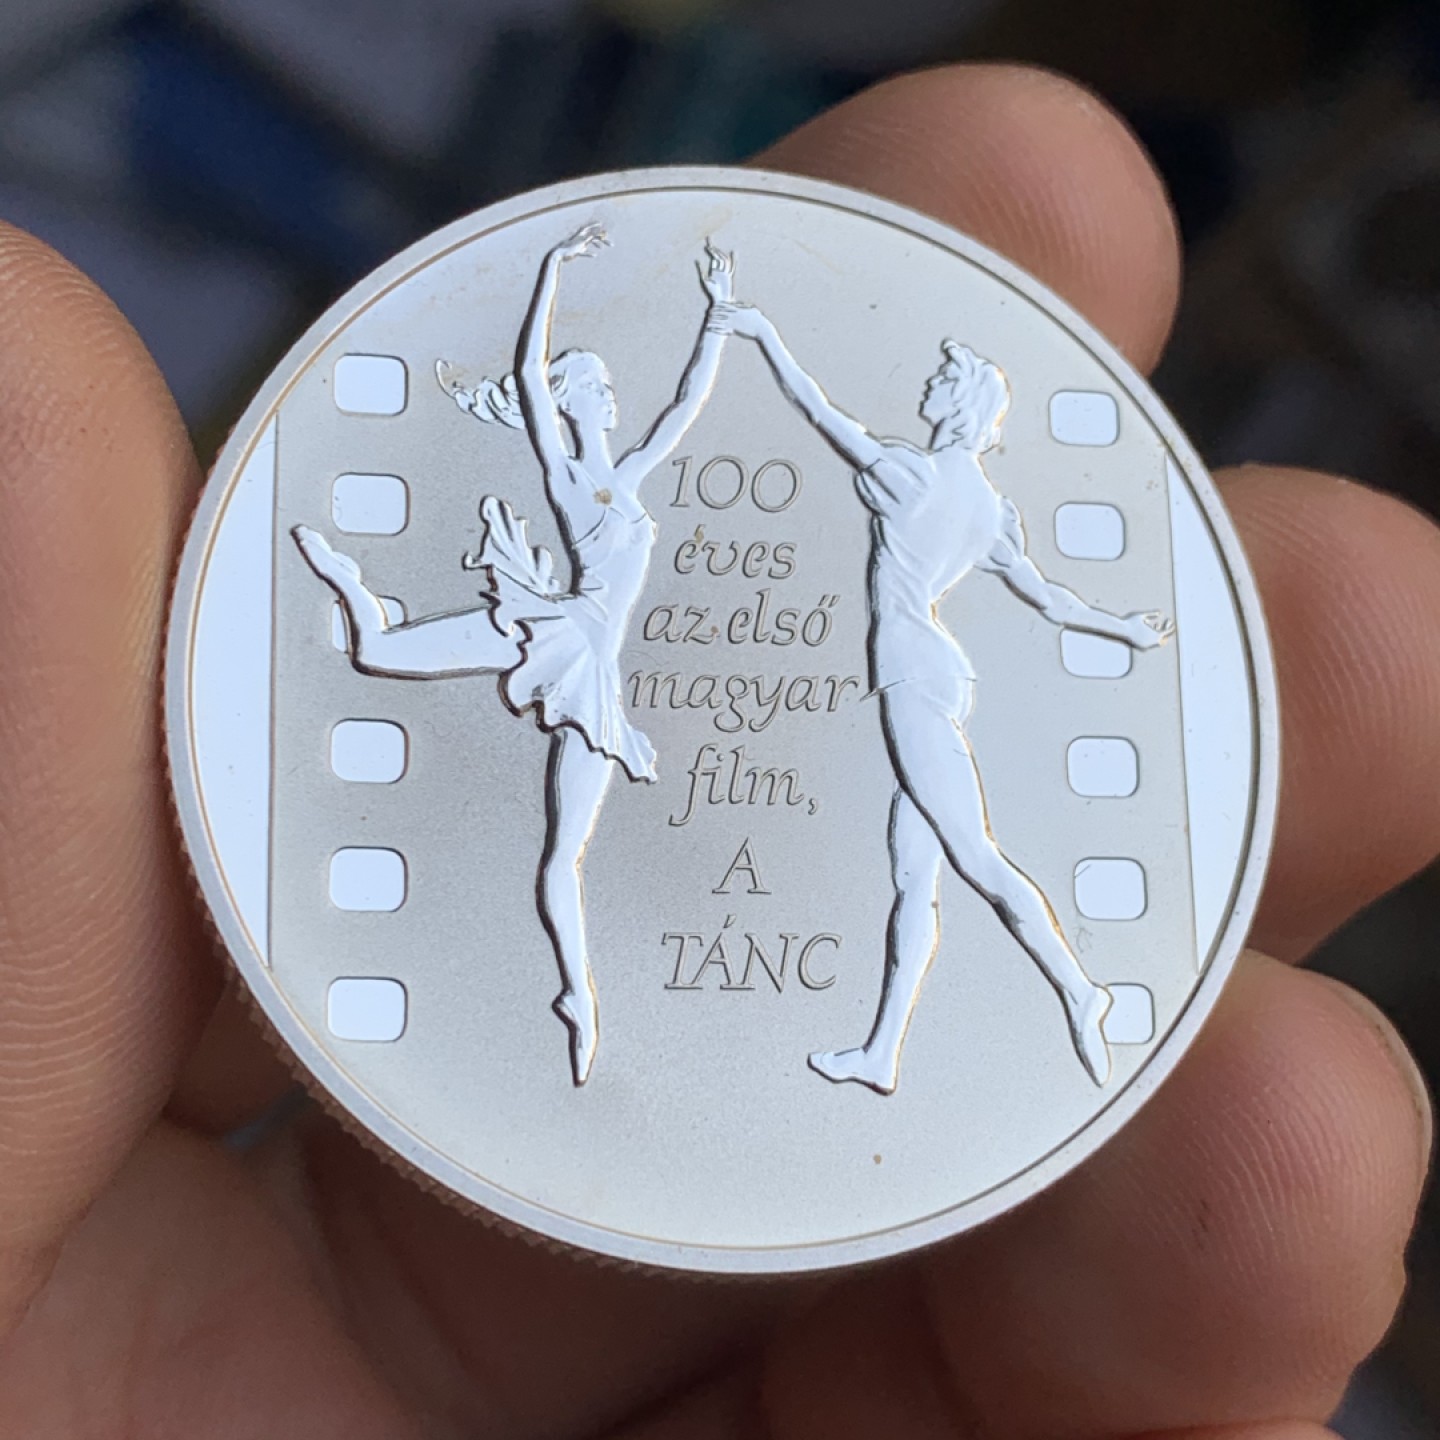 100
éves
az első
magyar
film,
A
TÁNC